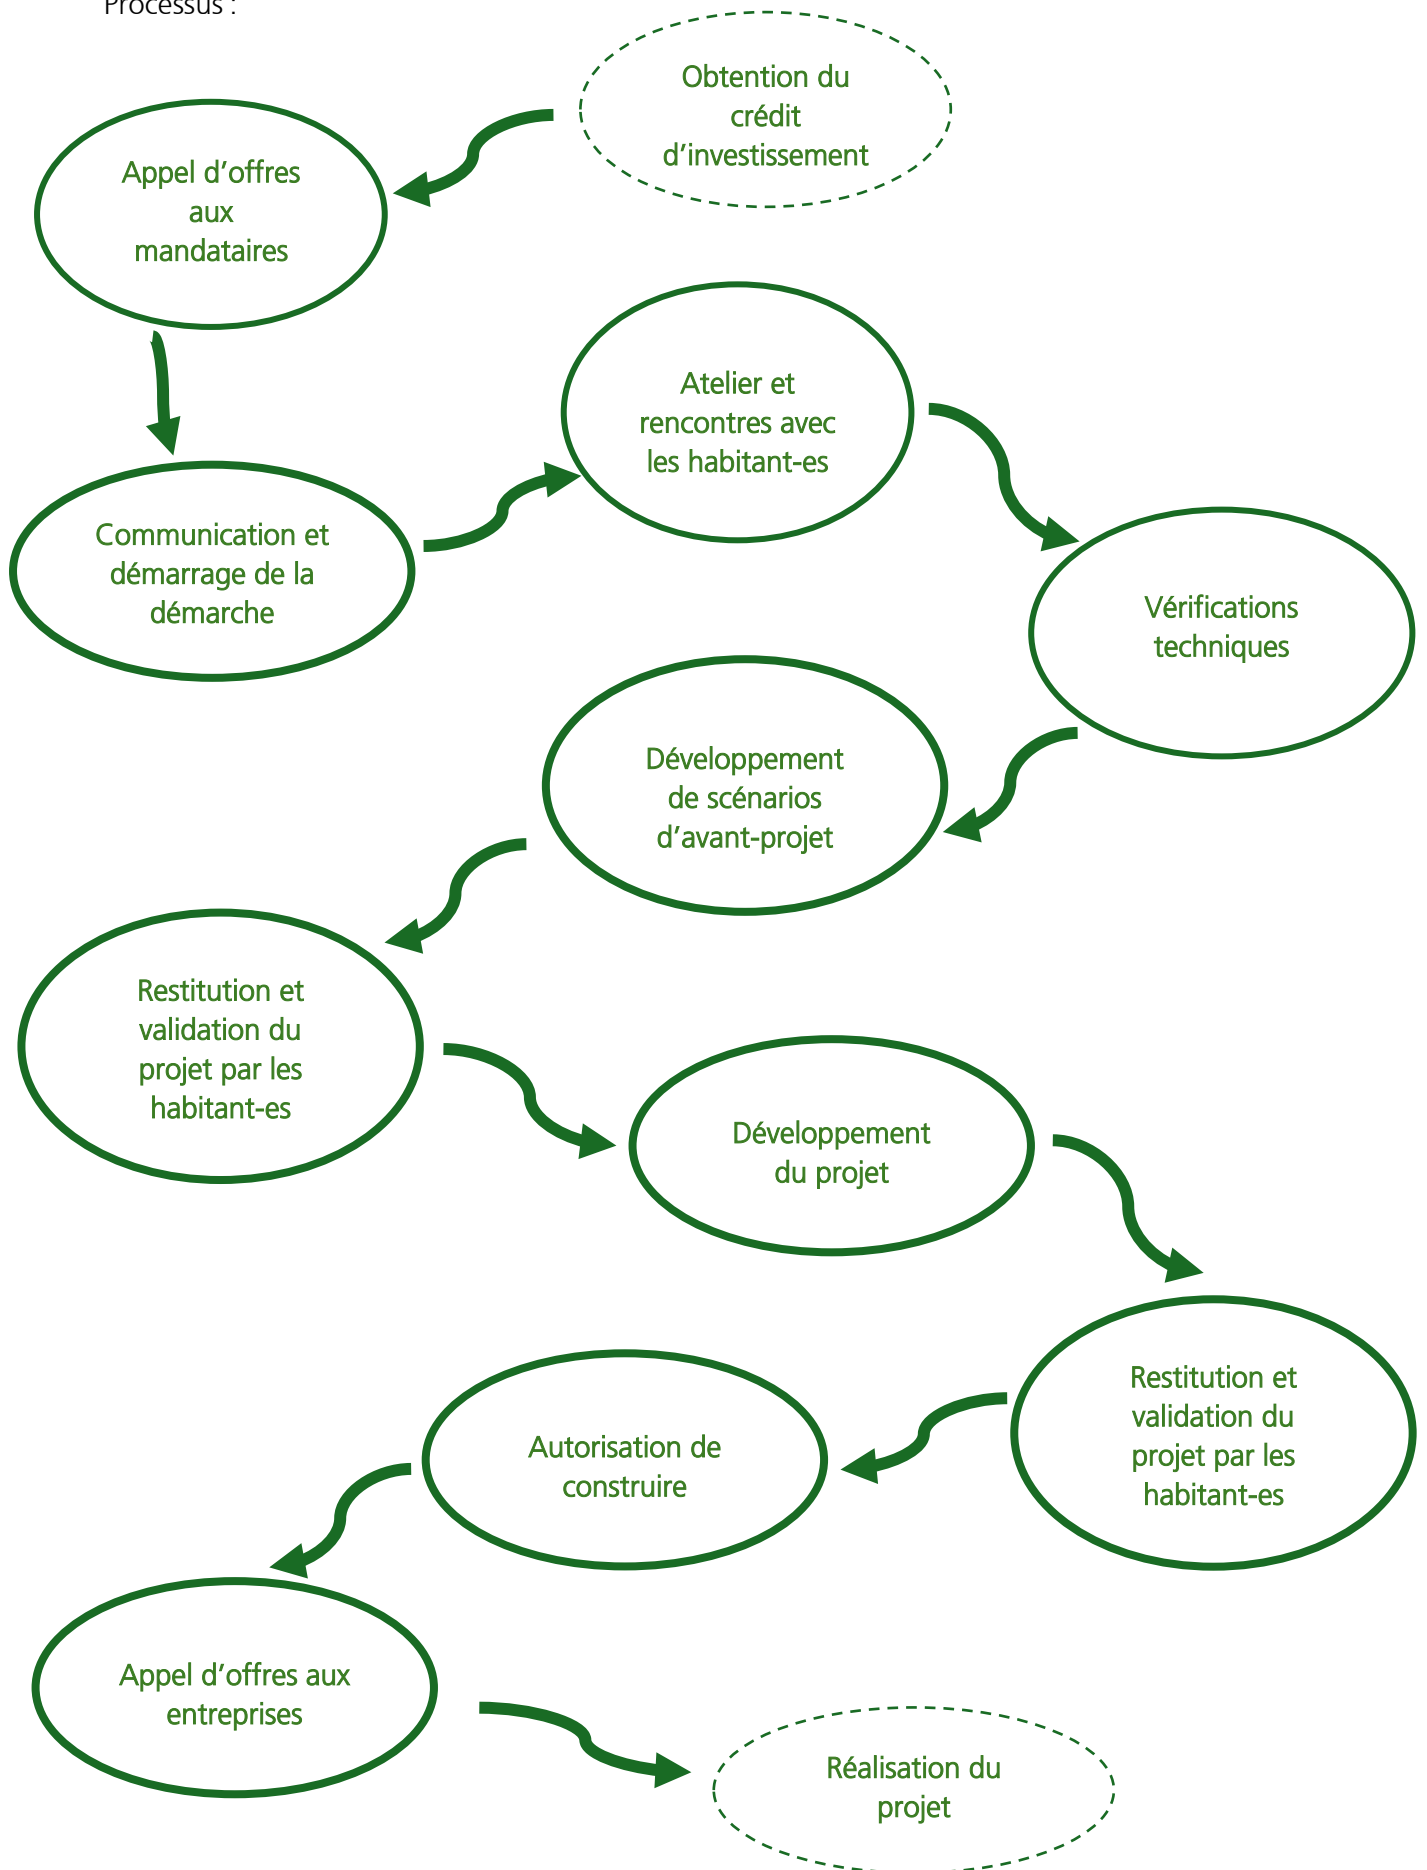 Processus :
Obtention du
crédit
d’investissement
Appel d’offres
aux
mandataires
Communication et
démarrage de la
démarche
Atelier et
rencontres avec
les habitant-es
Vérifications
techniques
Développement
de scénarios
d’avant-projet
Restitution et
validation du
projet par les
habitant-es
Développement
du projet
Restitution et
validation du
projet par les
habitant-es
Autorisation de
construire
Appel d’offres aux
entreprises
Réalisation du
projet